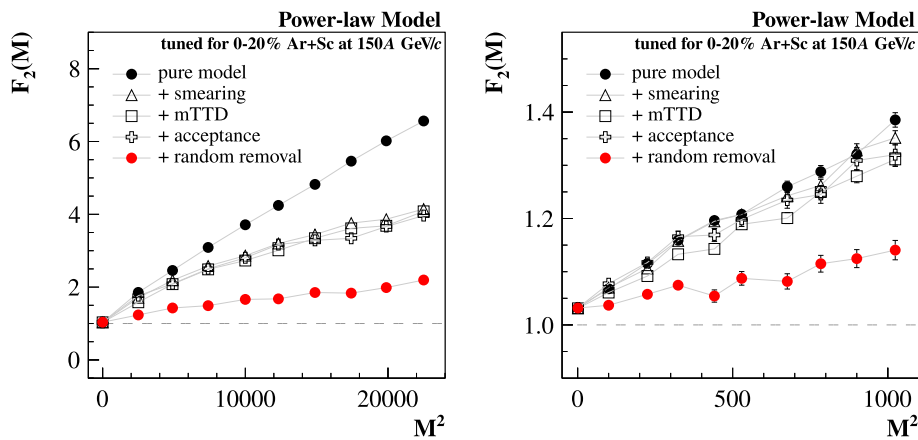 Power-law Model
tuned for 0-20% Ar+Sc at 150A GeV/c
F₂(M)
pure model
+ smearing
+ mTTD
+ acceptance
+ random removal
8
6
4
2
0
0
10000
20000
M²
Power-law Model
tuned for 0-20% Ar+Sc at 150A GeV/c
F₂(M)
pure model
+ smearing
+ mTTD
+ acceptance
+ random removal
1.4
1.2
1.0
0
500
1000
M²